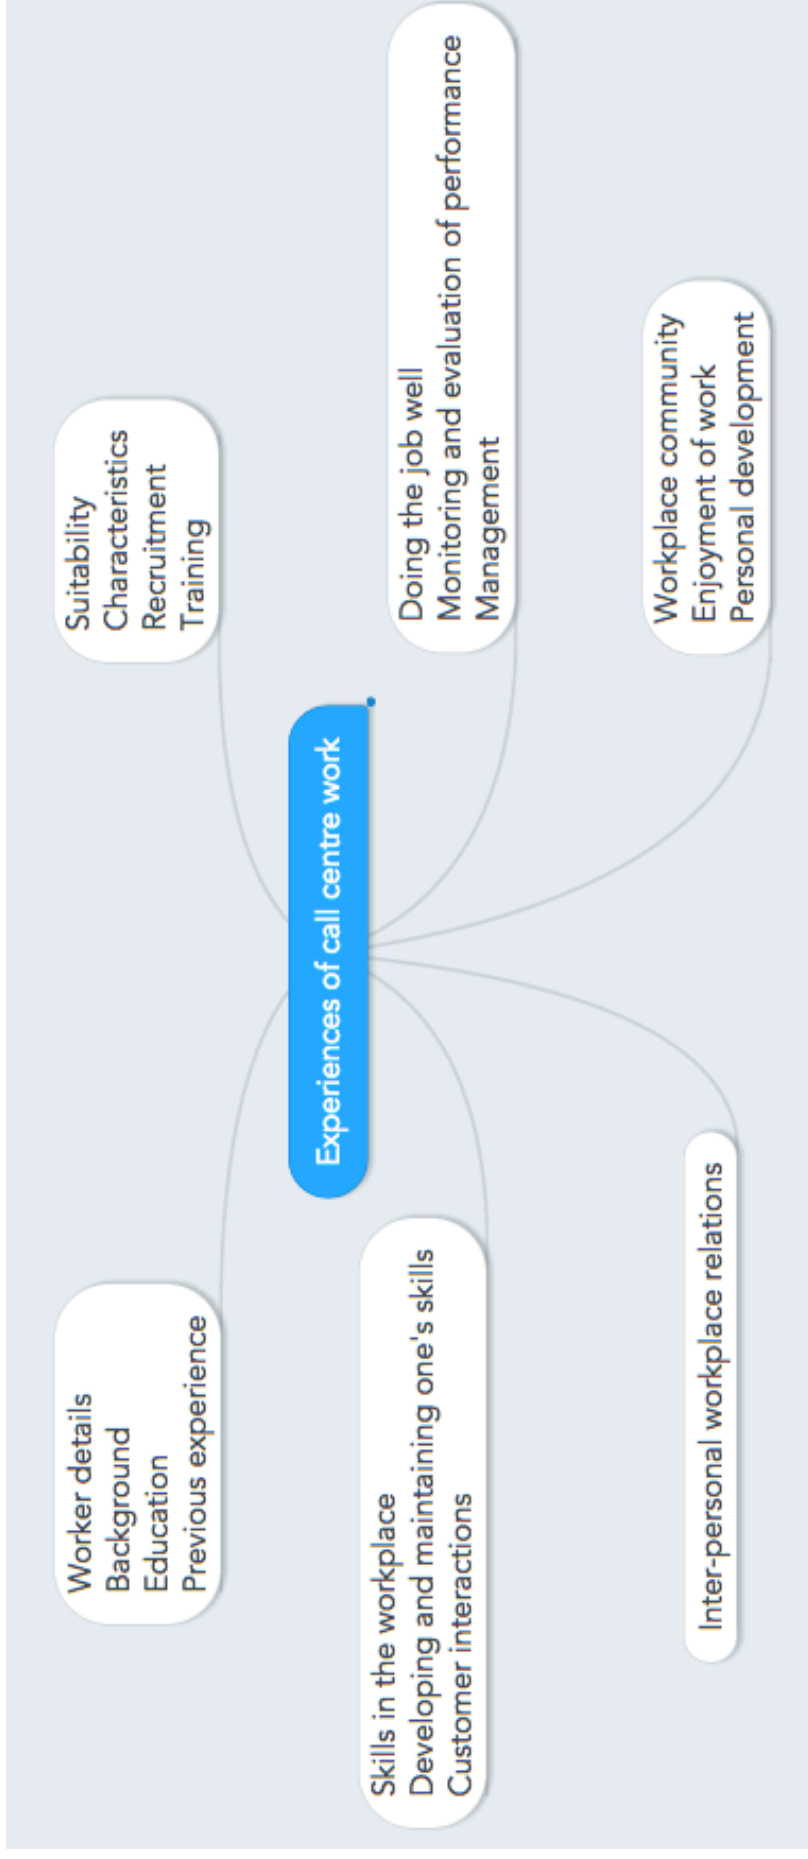 Worker details
Background
Education
Previous experience
Suitability
Characteristics
Recruitment
Training
Experiences of call centre work
Skills in the workplace
Developing and maintaining one's skills
Customer interactions
Doing the job well
Monitoring and evaluation of performance
Management
Inter-personal workplace relations
Workplace community
Enjoyment of work
Personal development